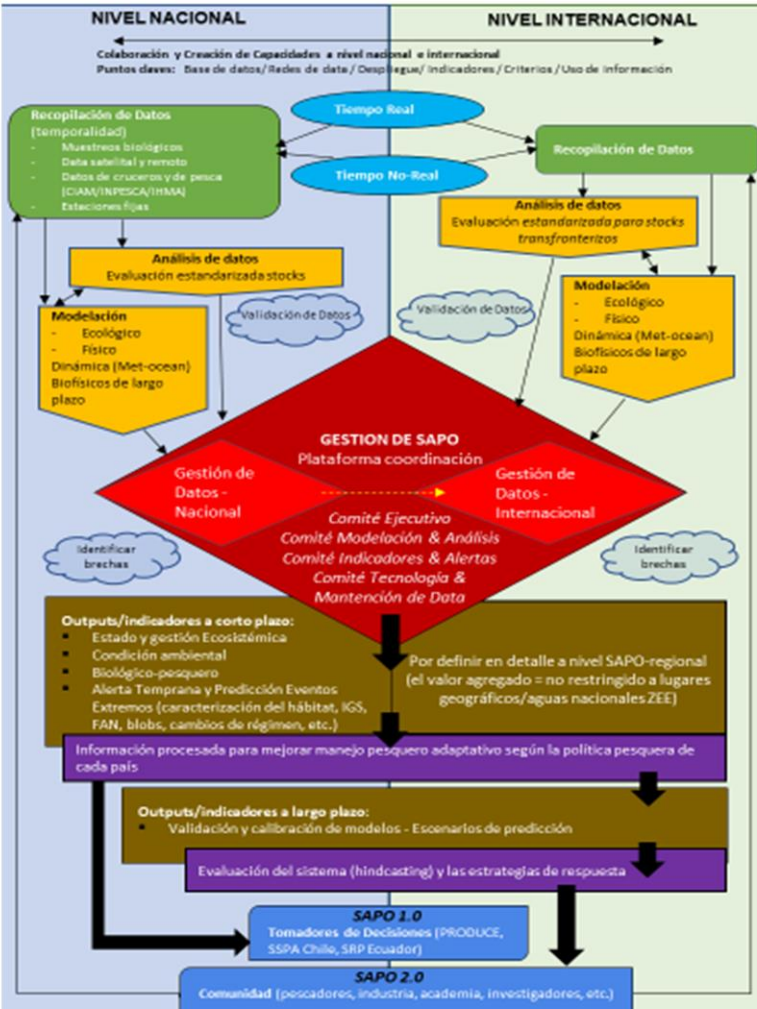 NIVEL NACIONAL
NIVEL INTERNACIONAL
Colaboración y Creación de Capacidades a nivel nacional e internacional
Puntos claves: Base de datos/Redes de data/Despliegue/Indicadores/Criterios/Uso de Información
Tiempo Real
Tiempo No-Real
Recopilación de Datos
(temporalidad)
- Muestreos biológicos
- Data satelital y remoto
- Datos de cruceros y de pesca
(CIAM/INPESCA/IHMA)
- Estaciones fijas
Recopilación de Datos
Análisis de datos
Evaluación estandarizada stocks
Análisis de datos
Evaluación estandarizada para stocks
transfronterizos
Validación de Datos
Validación de Datos
Modelación
- Ecológico
- Físico
Dinámica (Met-ocean)
Biofísicos de largo
plazo
Modelación
- Ecológico
- Físico
Dinámica (Met-ocean)
Biofísicos de largo
plazo
GESTION DE SAPO
Plataforma coordinación
Gestión de
Datos -
Nacional
Gestión de
Datos -
Internacional
Comité Ejecutivo
Comité Modelación & Análisis
Comité Indicadores & Alertas
Comité Tecnología &
Mantención de Data
Identificar
brechas
Identificar
brechas
Outputs/indicadores a corto plazo:
▪ Estado y gestión Ecosistémica
▪ Condición ambiental
▪ Biológico-pesquero
▪ Alerta Temprana y Predicción Eventos
Extremos (caracterización del hábitat, IGS,
FAN, blobs, cambios de régimen, etc.)
Por definir en detalle a nivel SAPO-regional
(el valor agregado = no restringido a lugares
geográficos/aguas nacionales ZEE)
Información procesada para mejorar manejo pesquero adaptativo según la política pesquera de
cada país
Outputs/indicadores a largo plazo:
▪ Validación y calibración de modelos - Escenarios de predicción
Evaluación del sistema (hindcasting) y las estrategias de respuesta
SAPO 1.0
Tomadores de Decisiones (PRODUCE,
SSPA Chile, SRP Ecuador)
SAPO 2.0
Comunidad (pescadores, industria, academia, investigadores, etc.)